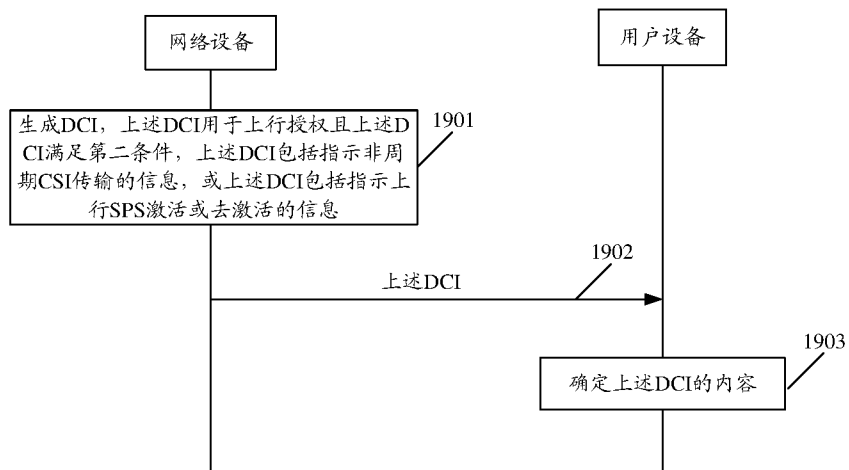 网络设备
用户设备
生成DCI，上述DCI用于上行授权且上述D
CI满足第二条件，上述DCI包括指示非周
期CSI传输的信息，或上述DCI包括指示上
行SPS激活或去激活的信息
1901
上述DCI
1902
确定上述DCI的内容
1903